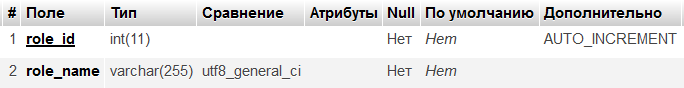 # Поле Тип Сравнение Атрибуты Null По умолчанию Дополнительно
1 role_id int(11) Нет Нет AUTO_INCREMENT
2 role_name varchar(255) utf8_general_ci Нет Нет